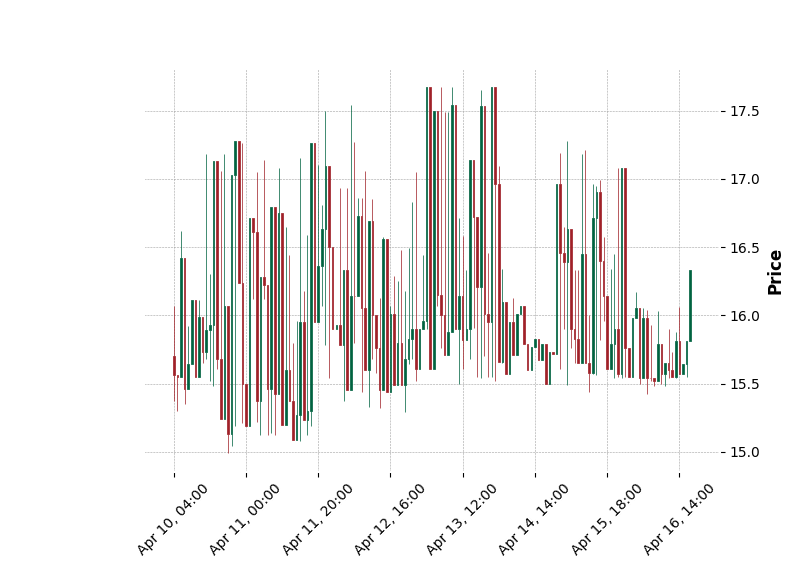 17.5
17.0
16.5
16.0
15.5
15.0
Price
Apr 10, 04:00
Apr 11, 00:00
Apr 11, 20:00
Apr 12, 16:00
Apr 13, 12:00
Apr 14, 14:00
Apr 15, 18:00
Apr 16, 14:00